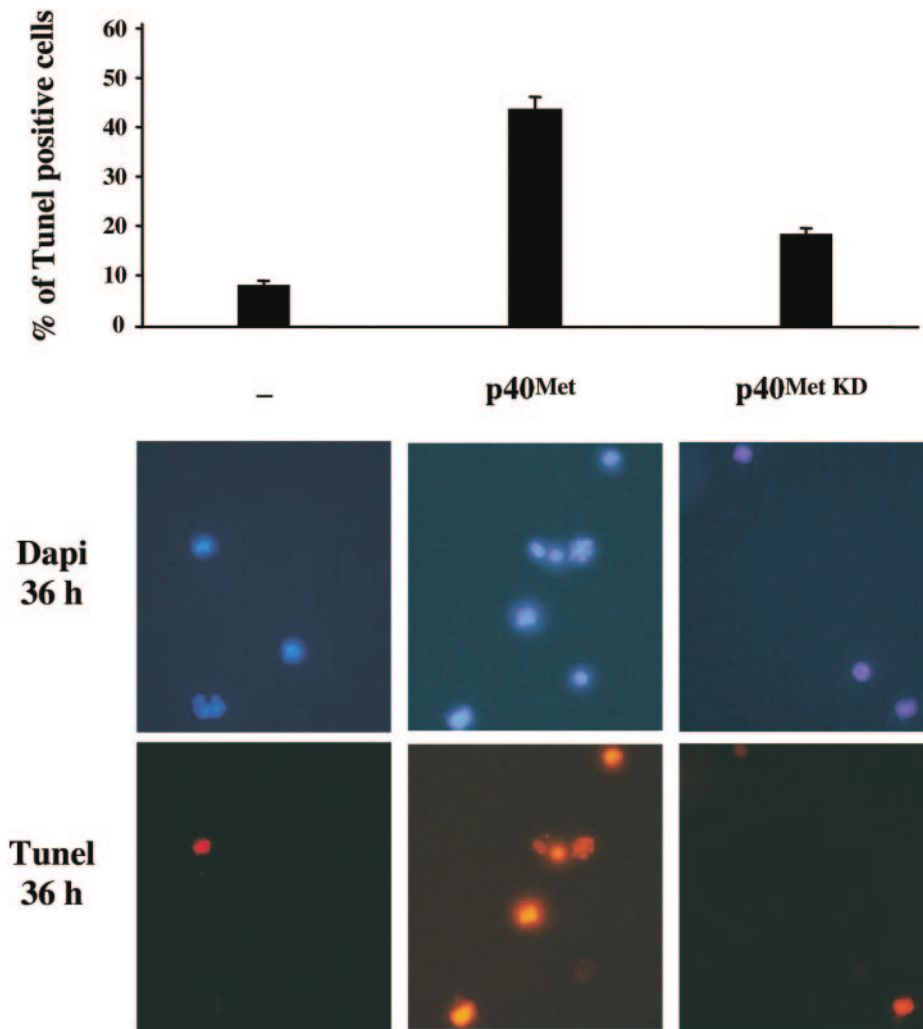 % of Tunel positive cells
60
50
40
30
20
10
0
– p40Met p40Met KD
Dapi
36 h
Tunel
36 h